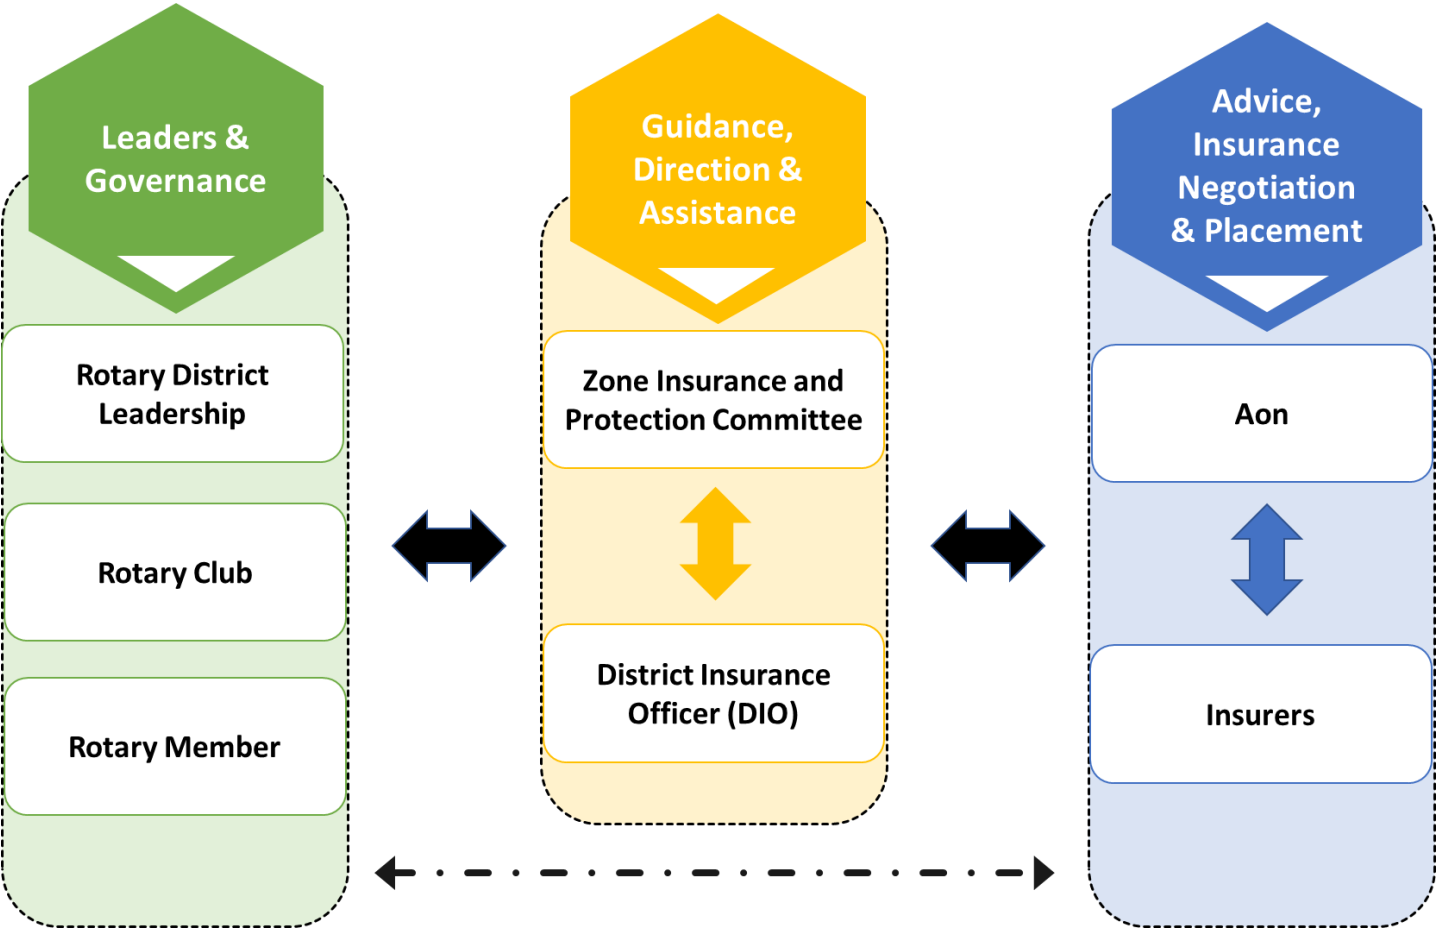 Leaders &
Governance
Rotary District
Leadership
Rotary Club
Rotary Member
Guidance,
Direction &
Assistance
Zone Insurance and
Protection Committee
District Insurance
Officer (DIO)
Advice,
Insurance
Negotiation
& Placement
Aon
Insurers